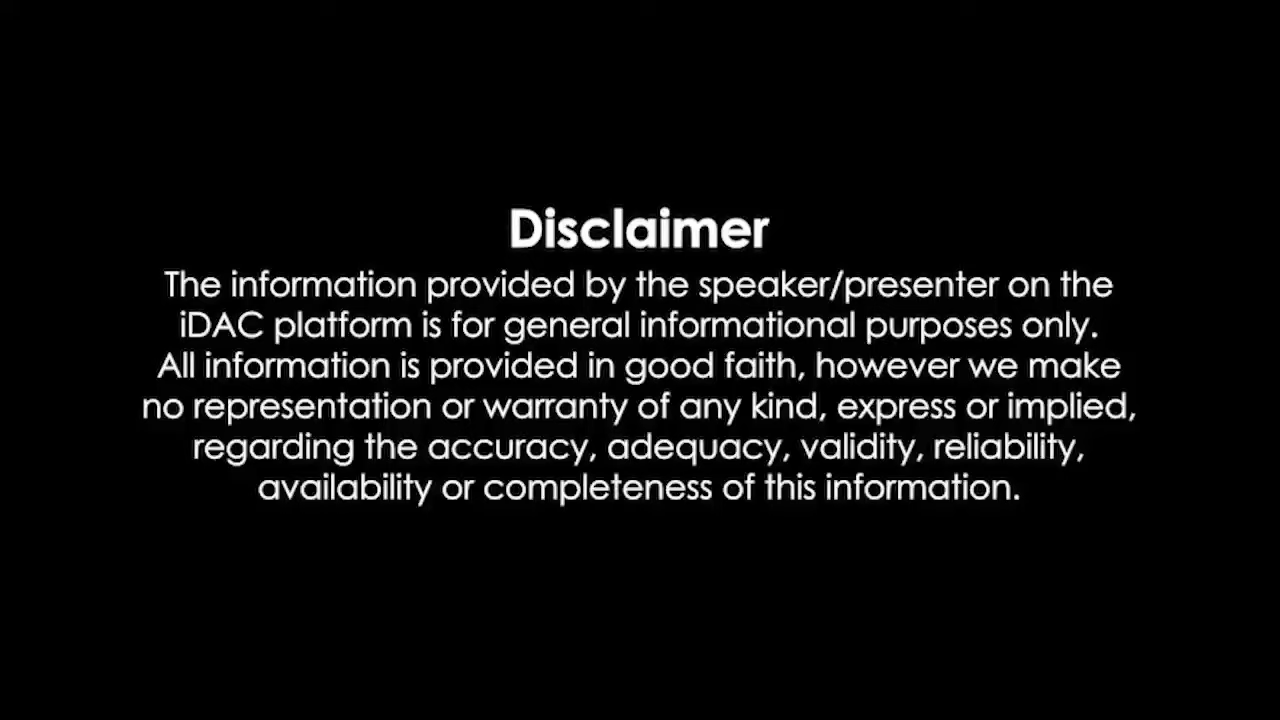 Disclaimer
The information provided by the speaker/presenter on the
iDAC platform is for general informational purposes only.
All information is provided in good faith, however we make
no representation or warranty of any kind, express or implied,
regarding the accuracy, adequacy, validity, reliability,
availability or completeness of this information.